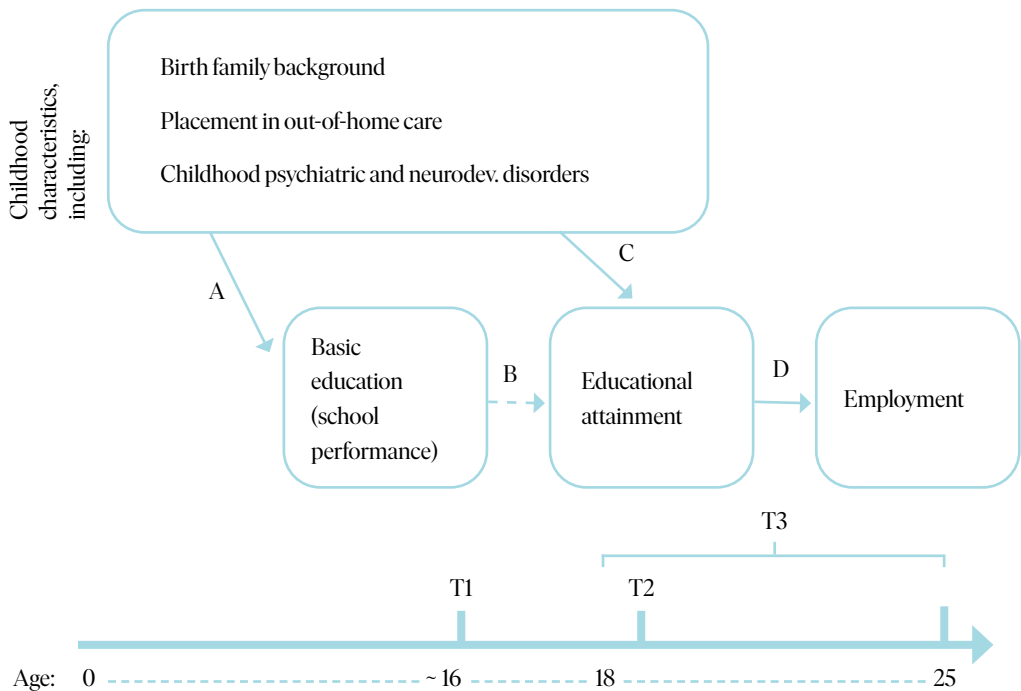 Childhood
characteristics,
including:
Birth family background
Placement in out-of-home care
Childhood psychiatric and neurodev. disorders
A
C
Basic
education
(school
performance)
B
Educational
attainment
D
Employment
T3
T1
T2
Age:
0
~ 16
18
25